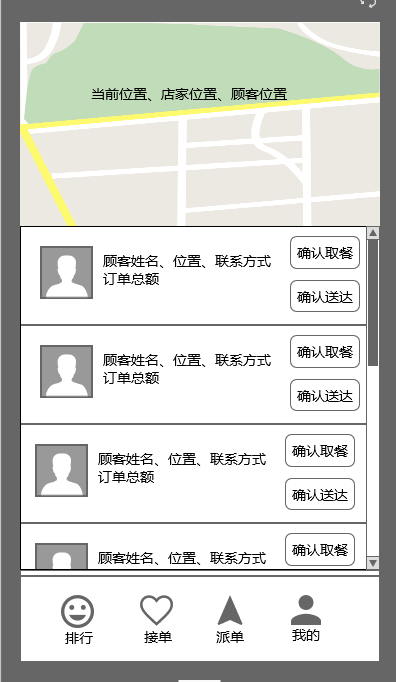 当前位置、店家位置、顾客位置
顾客姓名、位置、联系方式
订单总额
确认取餐
确认送达
顾客姓名、位置、联系方式
订单总额
确认取餐
确认送达
顾客姓名、位置、联系方式
订单总额
确认取餐
确认送达
顾客姓名、位置、联系方式
确认取餐
排行 接单 派单 我的